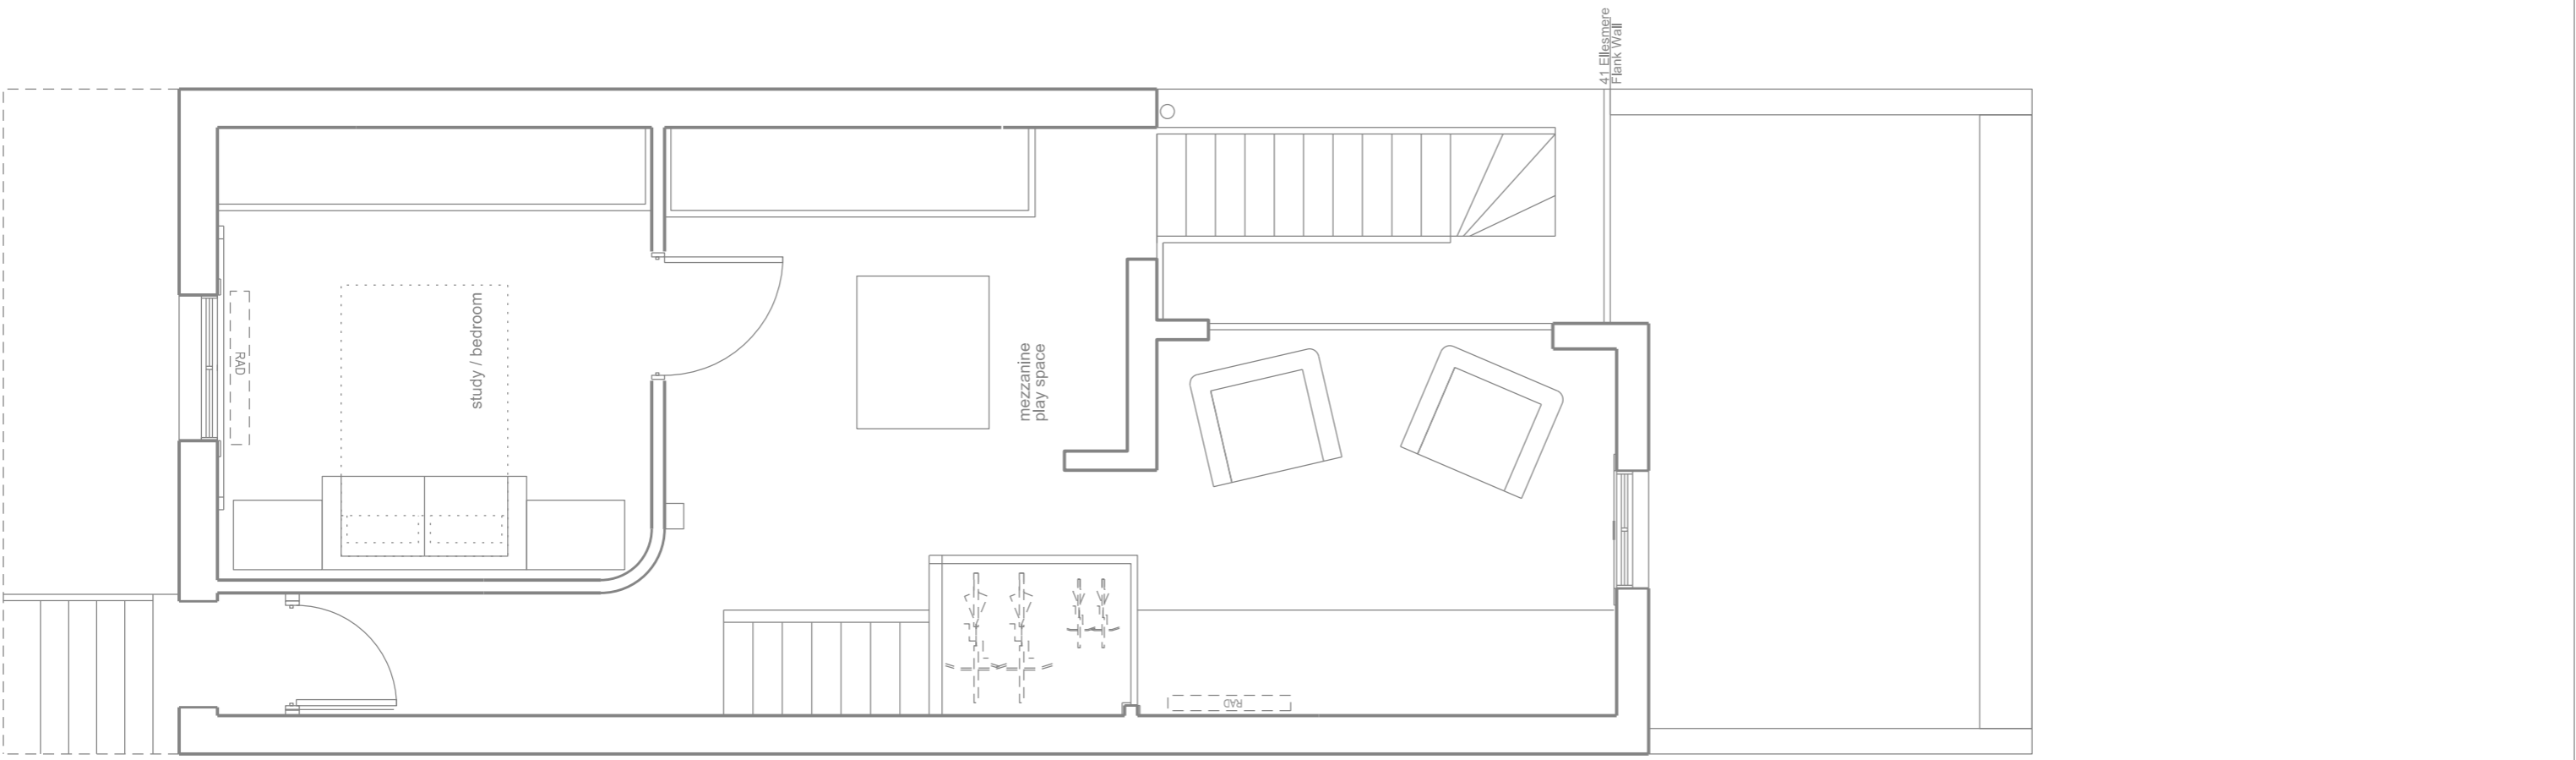 41 Ellesmere
Flank Wall
RAD
study / bedroom
mezzanine
play space
RAD